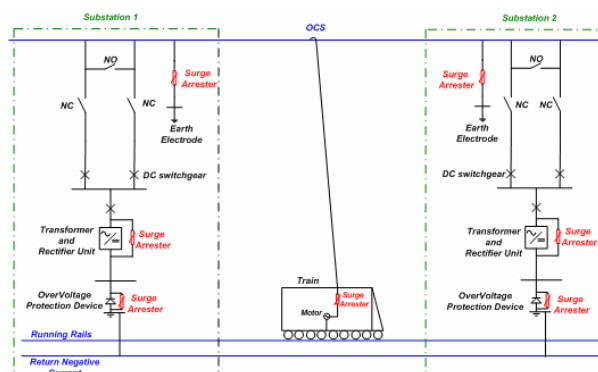 Substation 1
OCS
Substation 2
NO
NO
Surge
Arrester
Surge
Arrester
NC
NC
NC
NC
Earth
Electrode
Earth
Electrode
DC switchgear
DC switchgear
Transformer
and
Rectifier Unit
Surge
Arrester
Transformer
and
Rectifier Unit
Surge
Arrester
Train
Surge
Arrester
Motor
OverVoltage
Protection Device
Surge
Arrester
OverVoltage
Protection Device
Surge
Arrester
Running Rails
Return Negative
Current